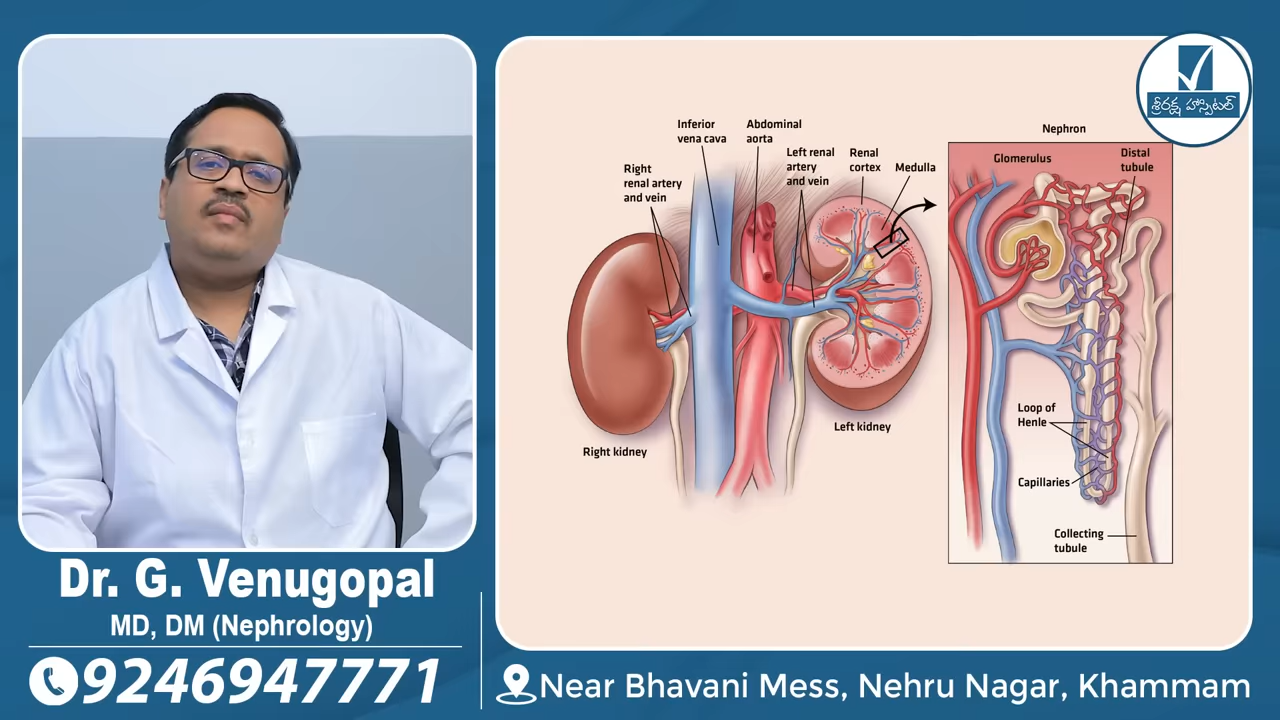 శ్రీరక్ష హాస్పిటల్
Inferior
vena cava
Abdominal
aorta
Left renal
artery
and vein
Renal
cortex
Medulla
Right
renal artery
and vein
Right kidney
Left kidney
Nephron
Glomerulus
Distal
tubule
Loop of
Henle
Capillaries
Collecting
tubule
Dr. G. Venugopal
MD, DM (Nephrology)
9246947771
Near Bhavani Mess, Nehru Nagar, Khammam